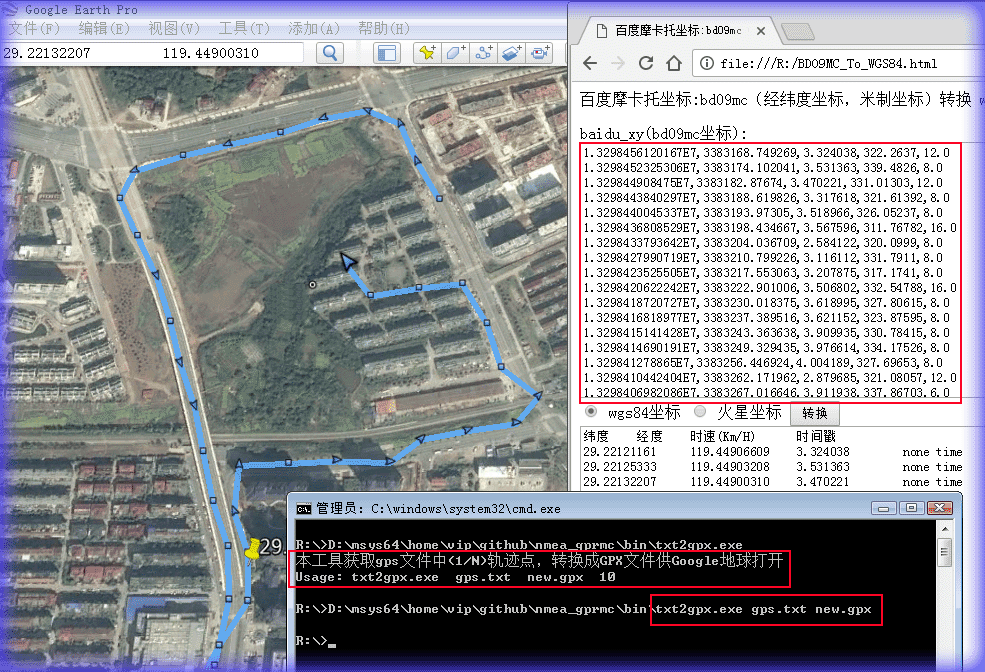 Google Earth Pro
文件(F) 编辑(E) 视图(V) 工具(T) 添加(A) 帮助(H)
29.22132207 119.44900310
百度摩卡托坐标:bd09mc
file:///R:/BD09MC_To_WGS84.html
百度摩卡托坐标:bd09mc (经纬度坐标, 米制坐标) 转换 w
baidu_xy(bd09mc坐标):
1.3298456120167E7,3383168.749269,3.324038,322.2637,12.0
1.3298452325306E7,3383174.102041,3.531363,339.4826,8.0
1.329844908475E7,3383182.87674,3.470221,331.01303,12.0
1.3298443840297E7,3383188.619826,3.317618,321.61392,8.0
1.3298440045337E7,3383193.97305,3.518966,326.05237,8.0
1.3298436808529E7,3383198.434667,3.567596,311.76782,16.0
1.3298433793642E7,3383204.036709,2.584122,320.0999,8.0
1.3298427990719E7,3383210.799226,3.116112,331.7911,8.0
1.3298423525505E7,3383217.553063,3.207875,317.1741,8.0
1.3298420622242E7,3383222.901006,3.506802,332.54788,16.0
1.3298418720727E7,3383230.018375,3.618995,327.80615,8.0
1.3298416818977E7,3383237.389516,3.621152,323.87595,8.0
1.3298415141428E7,3383243.363638,3.909935,330.78415,8.0
1.3298414690191E7,3383249.329435,3.976614,334.17526,8.0
1.329841278865E7,3383256.446924,4.004189,327.69653,8.0
1.3298410442404E7,3383262.171962,2.879685,321.08057,12.0
1.3298406982086E7,3383267.016646,3.911938,337.86703,6.0
wgs84坐标 火星坐标 转换
纬度 经度 时速(Km/H) 时间戳
29.22121161 119.44906609 3.324038 none time
29.22125333 119.44903208 3.531363 none time
29.22132207 119.44900310 3.470221 none time
管理员: C:\windows\system32\cmd.exe
29.
R:\>D:\msys64\home\vip\github\nmea_gprmc\bin\txt2gpx.exe
本工具获取gps文件中(1/N)轨迹点，转换成GPX文件供Google地球打开
Usage: txt2gpx.exe gps.txt new.gpx 10
R:\>D:\msys64\home\vip\github\nmea_gprmc\bin\txt2gpx.exe gps.txt new.gpx
R:\>_